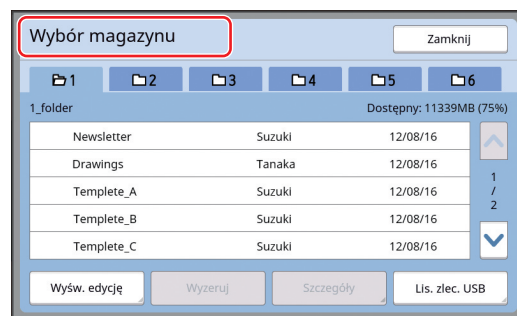 Wybór magazynu
Zamknij
1 2 3 4 5 6
1_folder Dostępny: 11339MB (75%)
Newsletter Suzuki 12/08/16
Drawings Tanaka 12/08/16
Templete_A Suzuki 12/08/16
Templete_B Suzuki 12/08/16
Templete_C Suzuki 12/08/16
1
/
2
Wyśw. edycję Wyzeruj Szczegóły Lis. zlec. USB